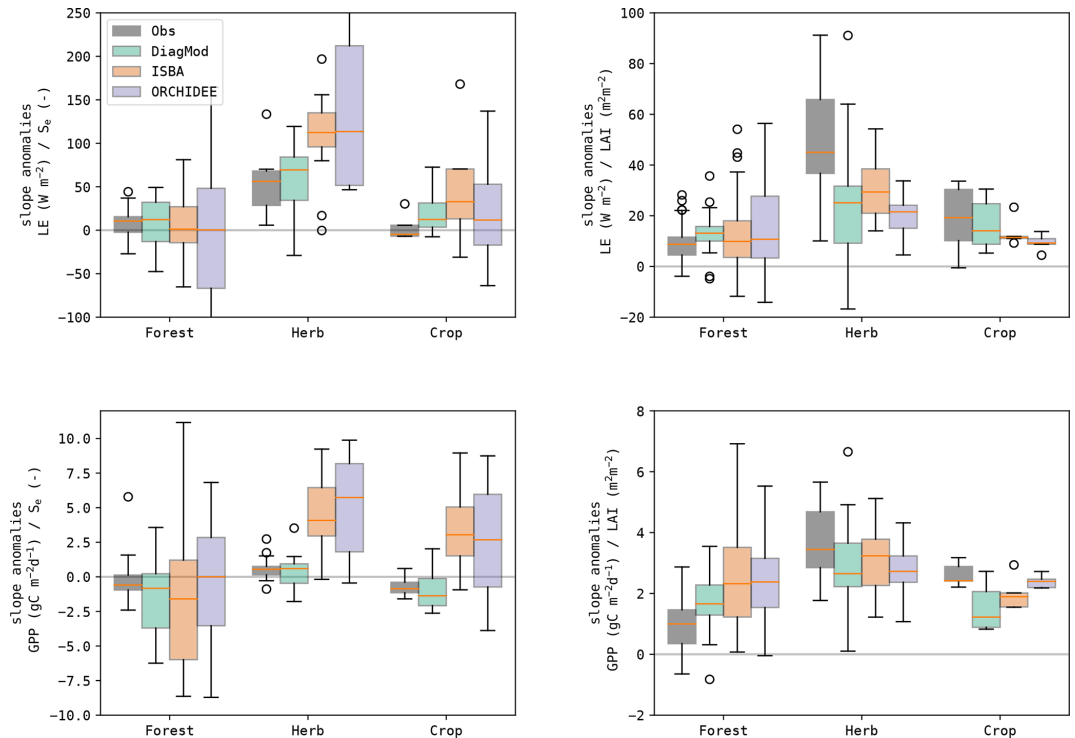 250
200
150
100
50
0
−50
−100
slope anomalies
LE (W m⁻²) / Sₑ (-)
Obs
DiagMod
ISBA
ORCHIDEE
Forest
Herb
Crop
100
80
60
40
20
0
−20
slope anomalies
LE (W m⁻²) / LAI (m²m⁻²)
Forest
Herb
Crop
10.0
7.5
5.0
2.5
0.0
−2.5
−5.0
−7.5
−10.0
slope anomalies
GPP (gC m⁻²d⁻¹) / Sₑ (-)
Forest
Herb
Crop
8
6
4
2
0
−2
slope anomalies
GPP (gC m⁻²d⁻¹) / LAI (m²m⁻²)
Forest
Herb
Crop